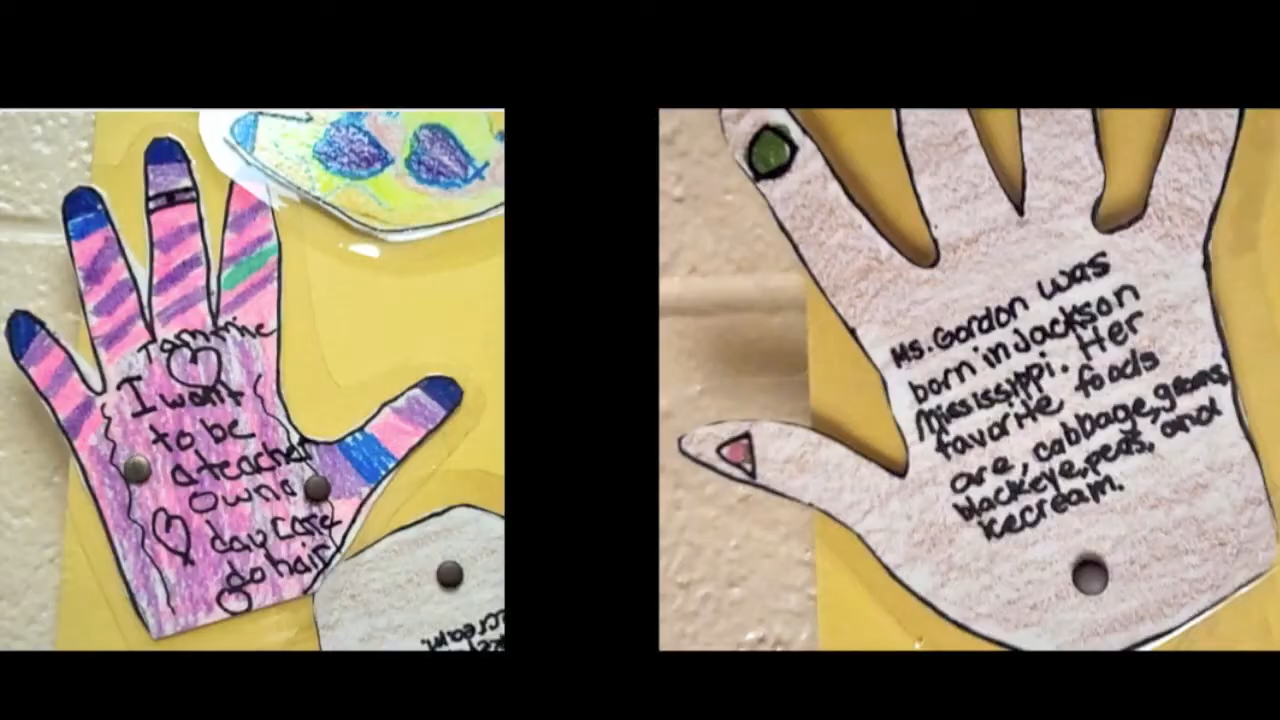 I want
to be
a teacher
own a
day care
do hair
Ms. Gordon was
born in Jackson
Mississippi. Her
favorite foods
are, cabbage, greens,
blackeye, peas, and
icecream.